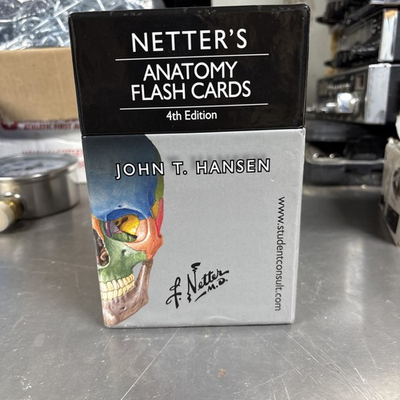 NETTER'S
ANATOMY
FLASH CARDS
4th Edition
JOHN T. HANSEN
www.studentconsult.com
f. Netter
M.D.